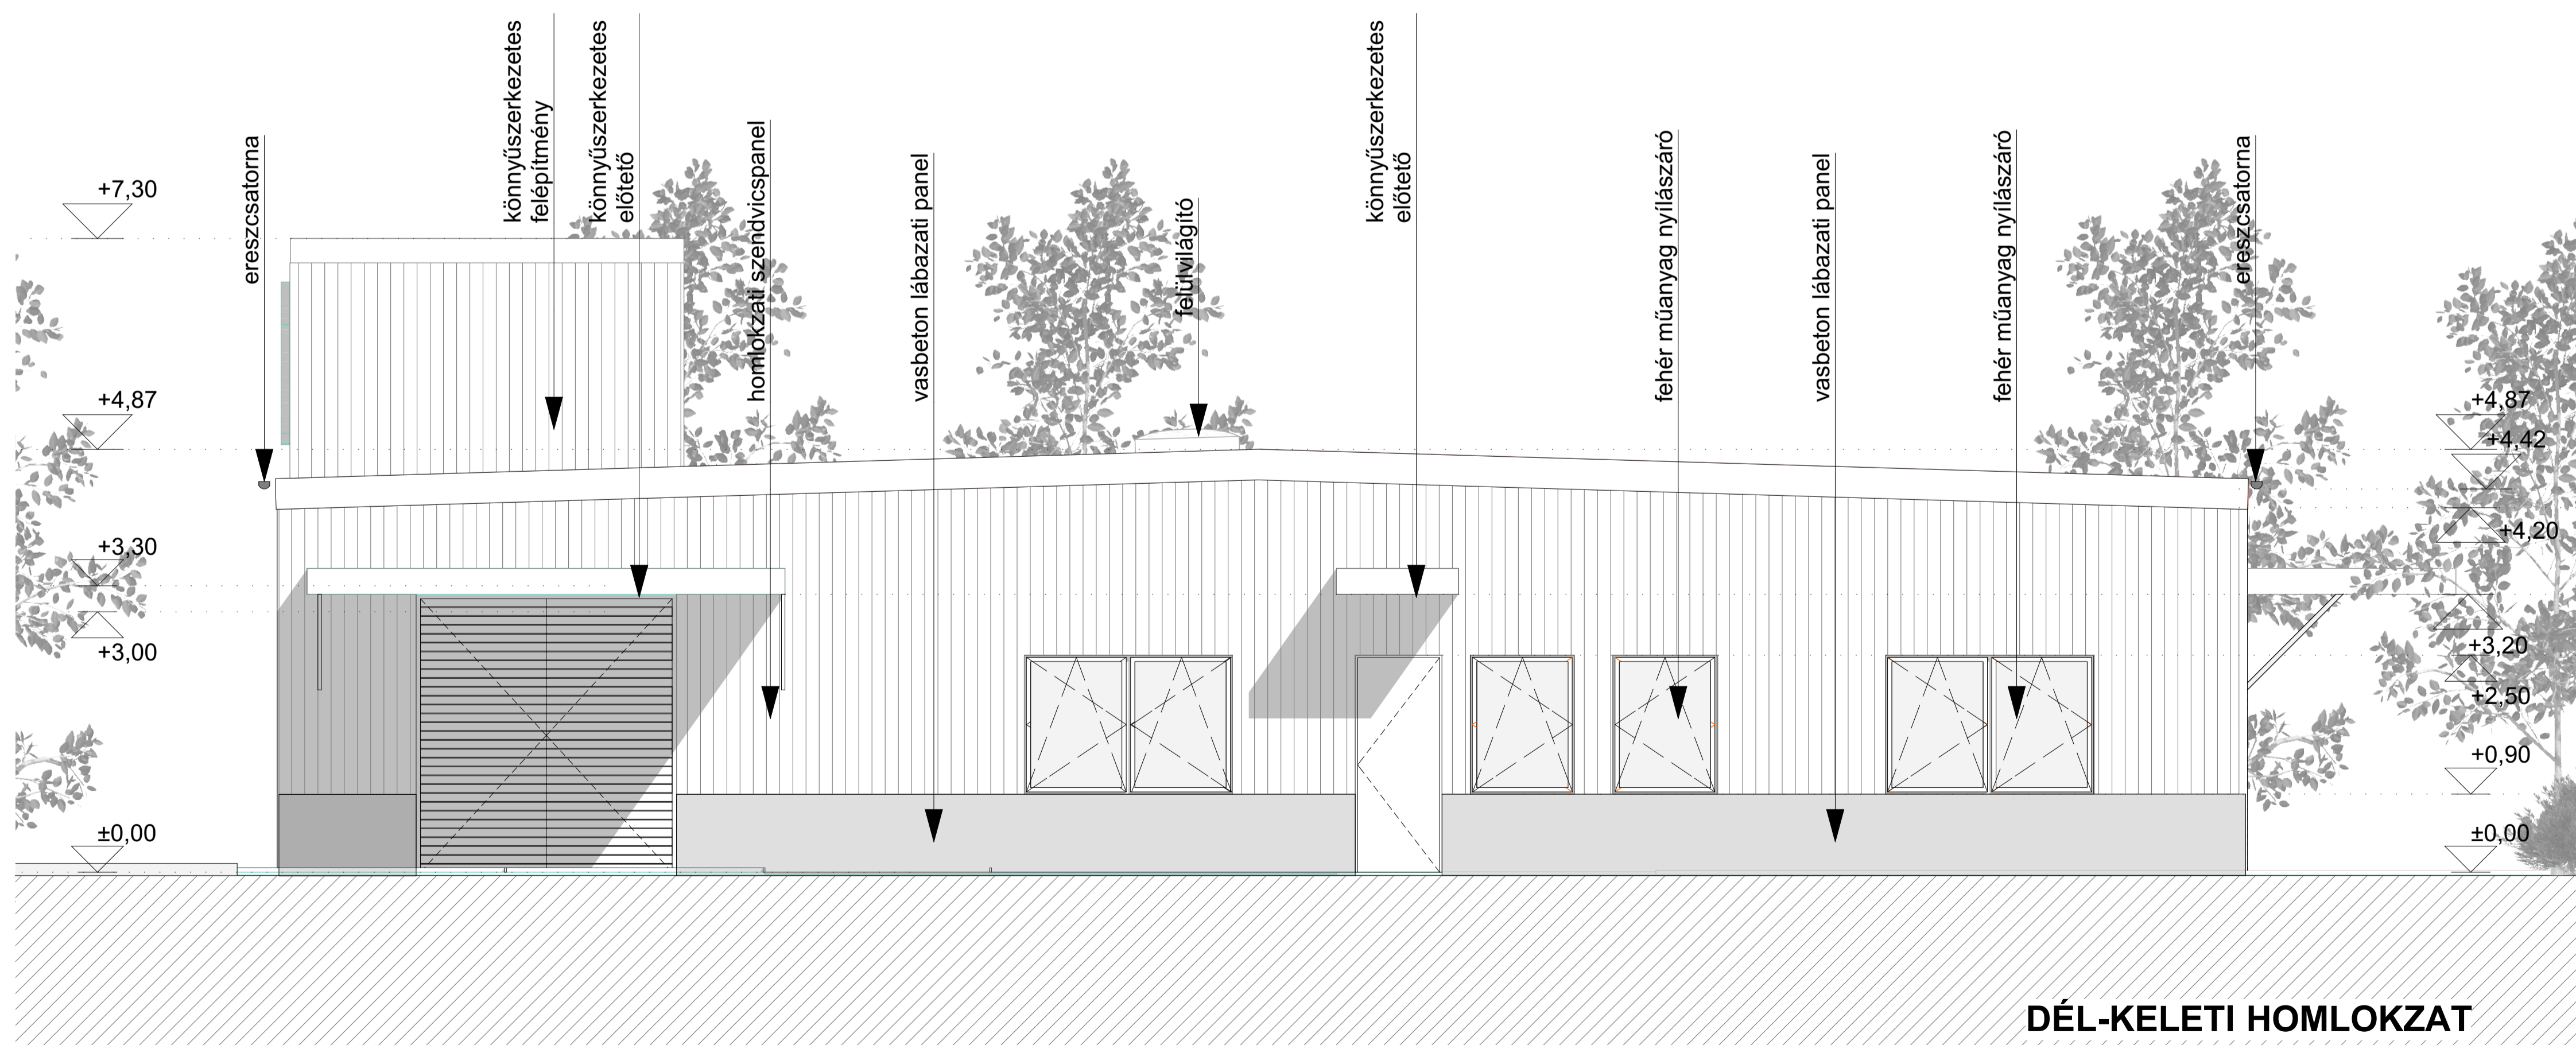 ereszcsatorna
könnyűszerkezetes
felépítmény
könnyűszerkezetes
előtető
homlokzati szendvicspanel
vasbeton lábazati panel
felülvilágító
könnyűszerkezetes
előtető
fehér műanyag nyílászáró
vasbeton lábazati panel
fehér műanyag nyílászáró
ereszcsatorna
+7,30
+4,87
+3,30
+3,00
±0,00
+4,87
+4,42
+4,20
+3,20
+2,50
+0,90
±0,00
DÉL-KELETI HOMLOKZAT